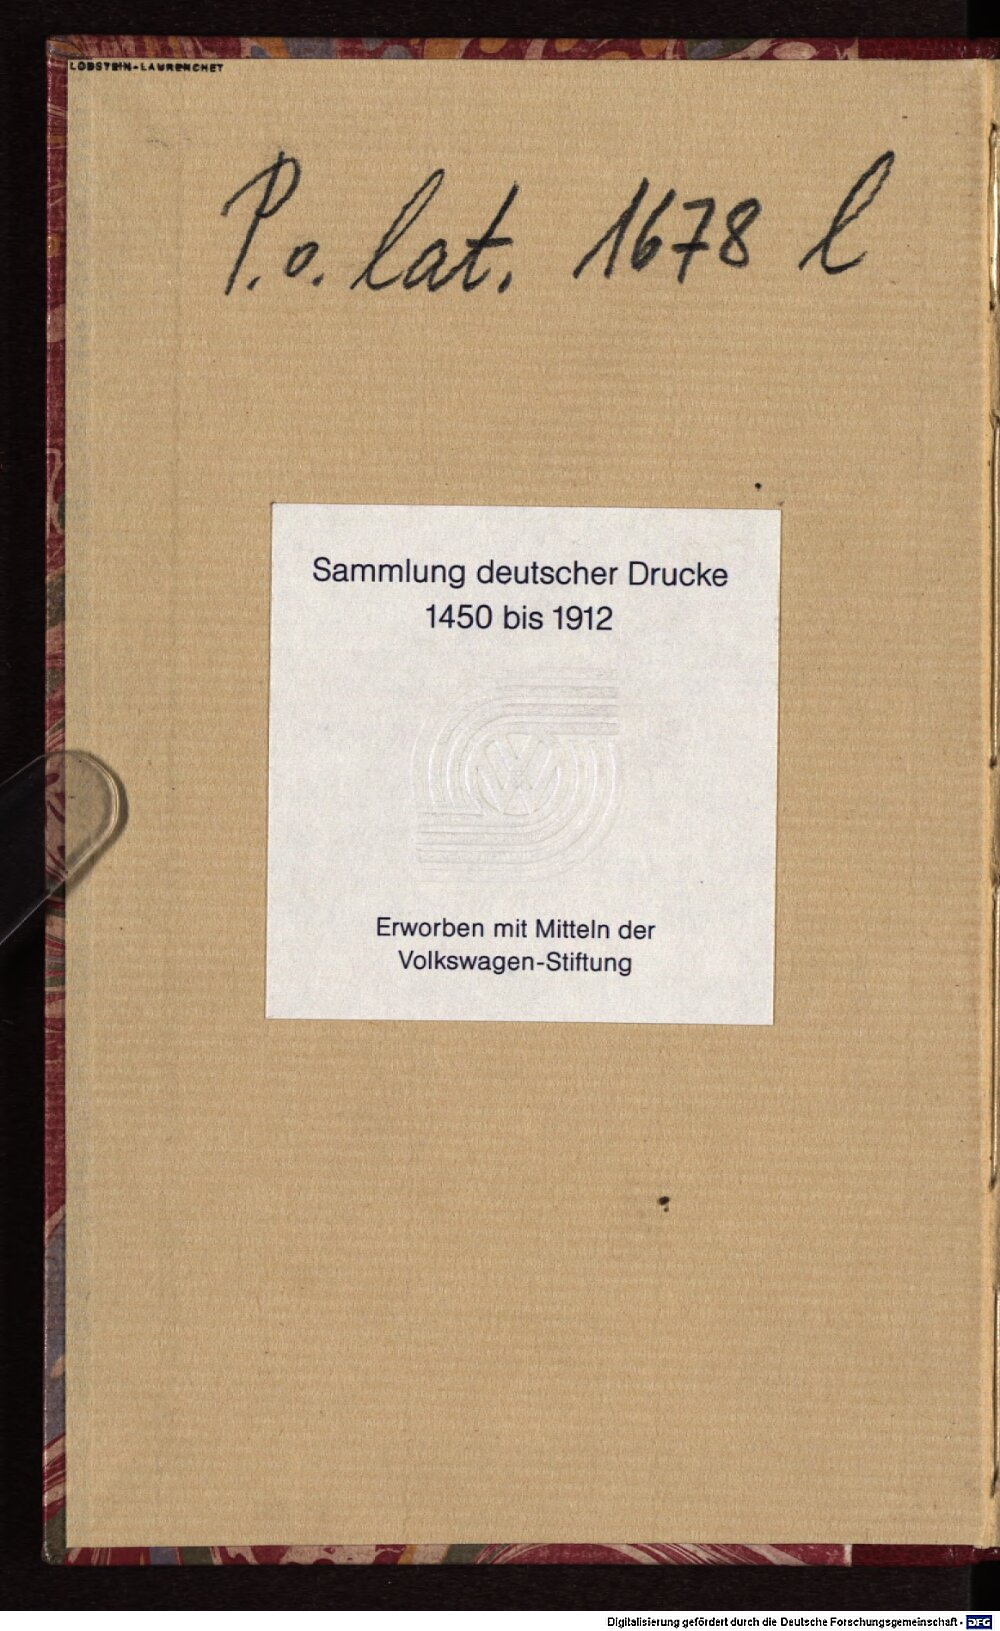 LOBSTEIN-LAURENCHET
P.o. lat. 1678 l
Sammlung deutscher Drucke
1450 bis 1912
Erworben mit Mitteln der
Volkswagen-Stiftung
Digitalisierung gefördert durch die Deutsche Forschungsgemeinschaft - DFG